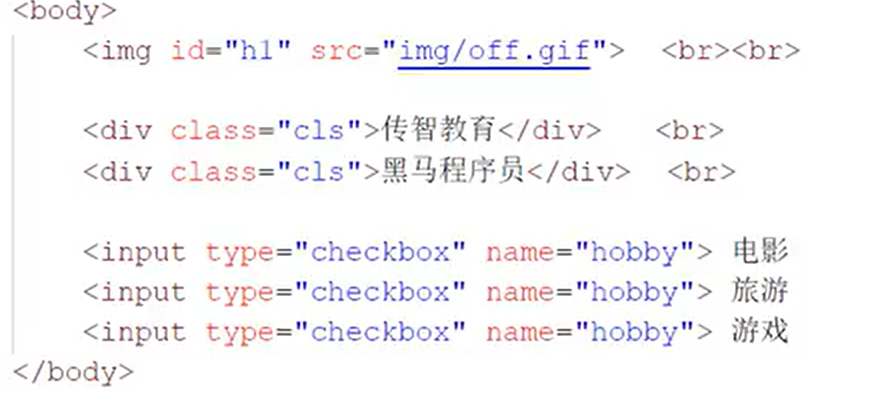 <body>
<img id="h1" src="img/off.gif"> <br><br>
<div class="cls">传智教育</div> <br>
<div class="cls">黑马程序员</div> <br>
<input type="checkbox" name="hobby"> 电影
<input type="checkbox" name="hobby"> 旅游
<input type="checkbox" name="hobby"> 游戏
</body>